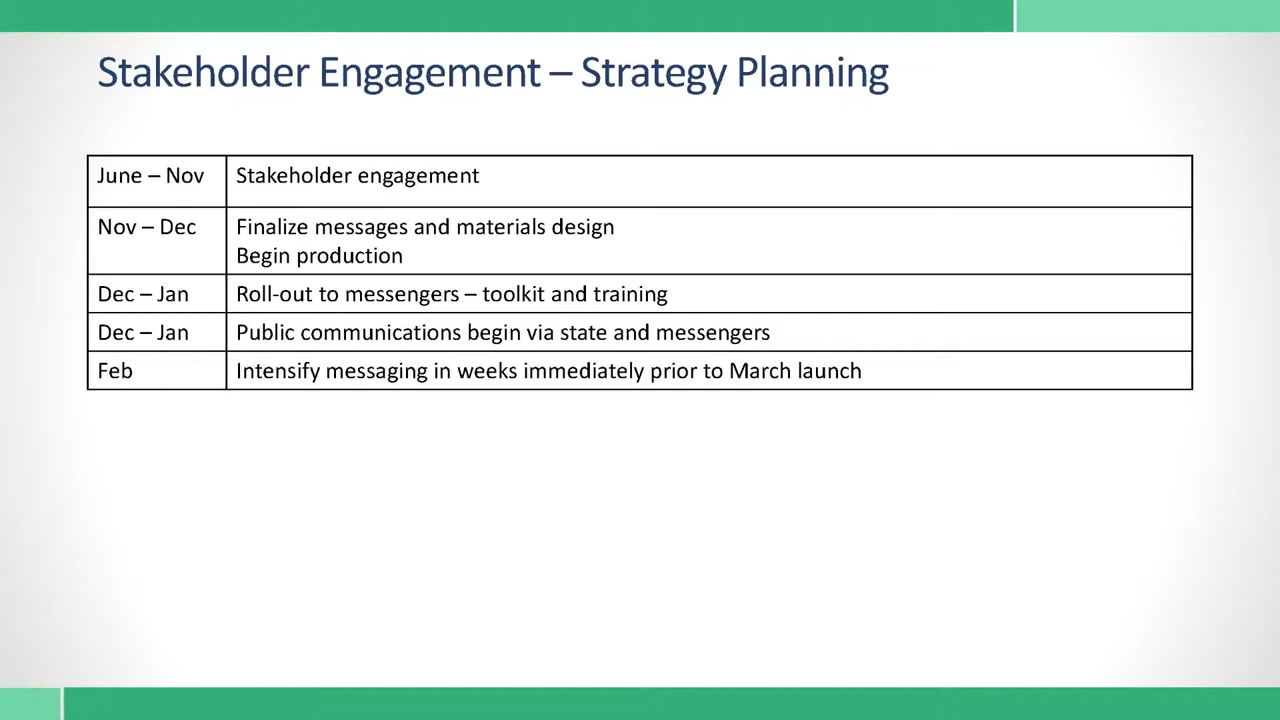 Stakeholder Engagement – Strategy Planning
June – Nov Stakeholder engagement
Nov – Dec Finalize messages and materials design
Begin production
Dec – Jan Roll-out to messengers – toolkit and training
Dec – Jan Public communications begin via state and messengers
Feb Intensify messaging in weeks immediately prior to March launch